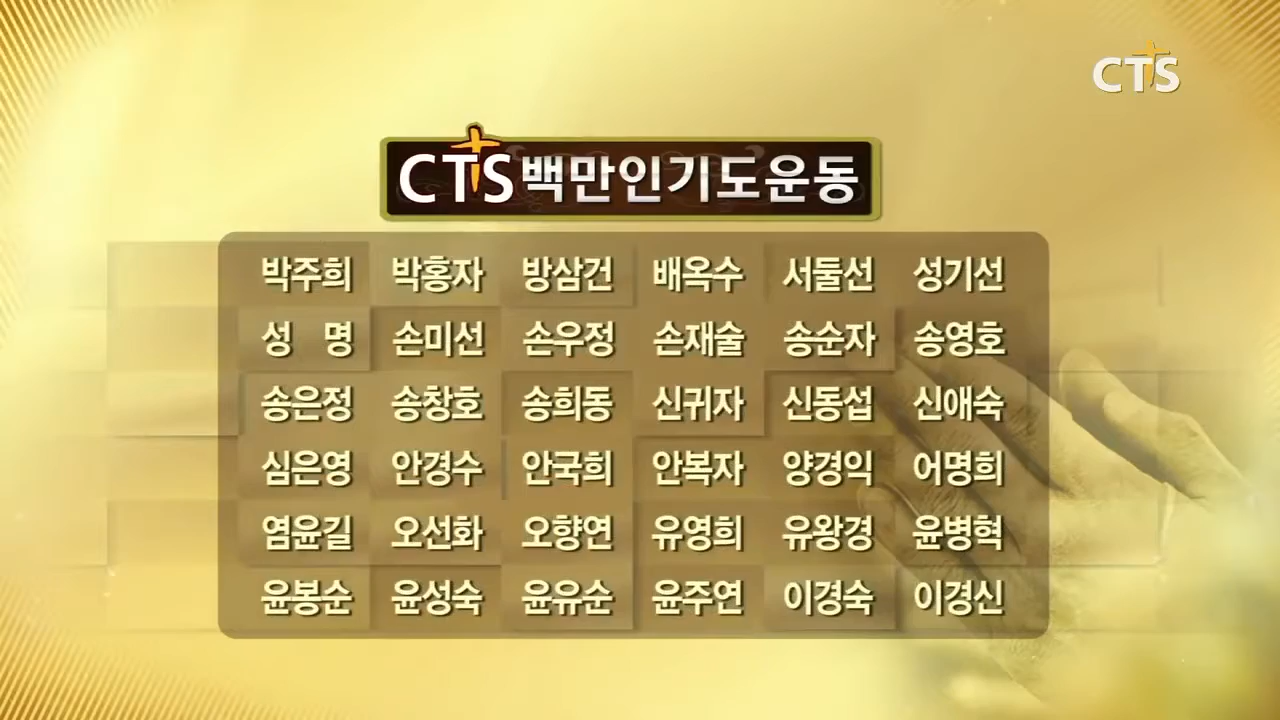 CTS
CTS백만인기도운동
박주희 박홍자 방삼건 배옥수 서둘선 성기선
성 명 손미선 손우정 손재술 송순자 송영호
송은정 송창호 송희동 신귀자 신동섭 신애숙
심은영 안경수 안국희 안복자 양경익 어명희
염윤길 오선화 오향연 유영희 유왕경 윤병혁
윤봉순 윤성숙 윤유순 윤주연 이경숙 이경신